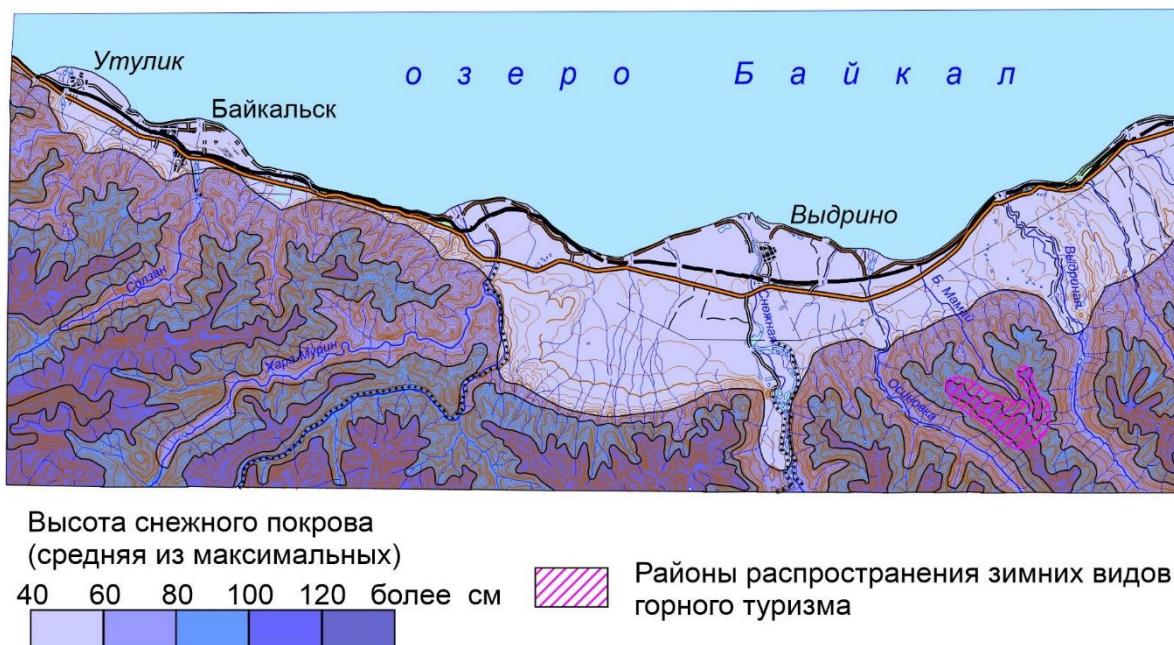 Утулик
озеро Байкал
Байкальск
Выдрино
Выдриная
Солзан
Снежная
Б. Мамай
Хара-Мурин
Осиновка
Высота снежного покрова
(средняя из максимальных)
40 60 80 100 120 более см
Районы распространения зимних видов
горного туризма